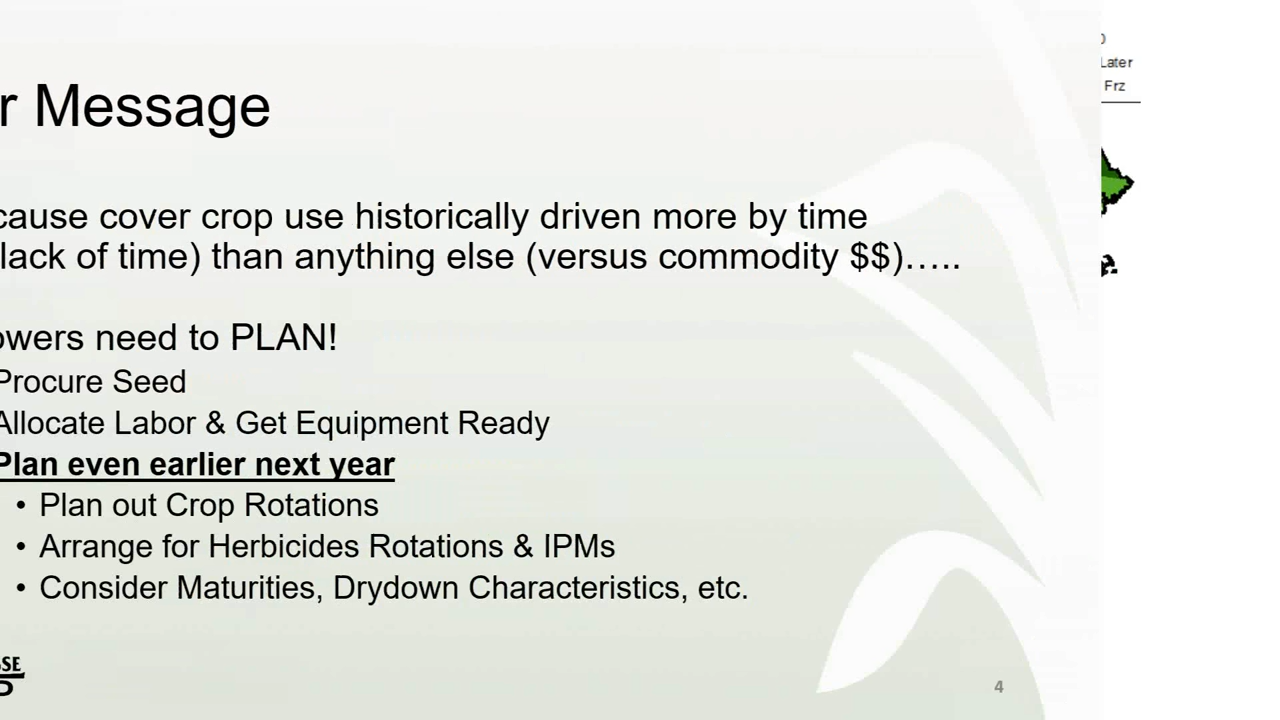 r Message
cause cover crop use historically driven more by time
lack of time) than anything else (versus commodity $$)…..
owers need to PLAN!
Procure Seed
Allocate Labor & Get Equipment Ready
Plan even earlier next year
• Plan out Crop Rotations
• Arrange for Herbicides Rotations & IPMs
• Consider Maturities, Drydown Characteristics, etc.
SSE
4
Later
Frz